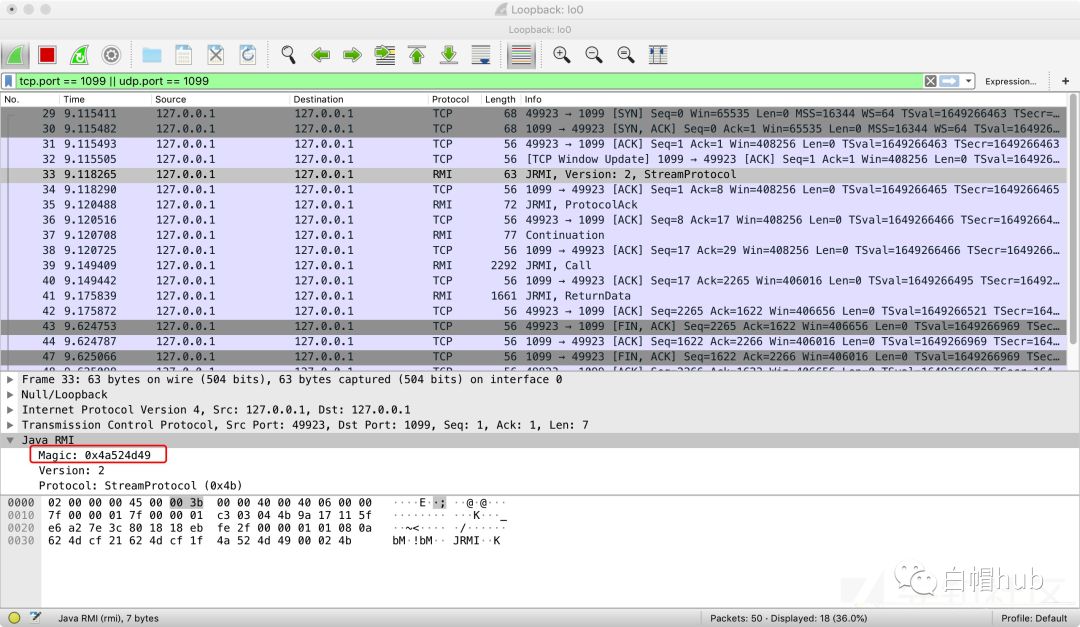 Loopback: lo0
Loopback: lo0
tcp.port == 1099 || udp.port == 1099 Expression... +
No. Time Source Destination Protocol Length Info
29 9.115411 127.0.0.1 127.0.0.1 TCP 68 49923 → 1099 [SYN] Seq=0 Win=65535 Len=0 MSS=16344 WS=64 TSval=1649266463 TSecr=...
30 9.115482 127.0.0.1 127.0.0.1 TCP 68 1099 → 49923 [SYN, ACK] Seq=0 Ack=1 Win=65535 Len=0 MSS=16344 WS=64 TSval=164926...
31 9.115493 127.0.0.1 127.0.0.1 TCP 56 49923 → 1099 [ACK] Seq=1 Ack=1 Win=408256 Len=0 TSval=1649266463 TSecr=1649266463
32 9.115505 127.0.0.1 127.0.0.1 TCP 56 [TCP Window Update] 1099 → 49923 [ACK] Seq=1 Ack=1 Win=408256 Len=0 TSval=164926...
33 9.118265 127.0.0.1 127.0.0.1 RMI 63 JRMI, Version: 2, StreamProtocol
34 9.118290 127.0.0.1 127.0.0.1 TCP 56 1099 → 49923 [ACK] Seq=1 Ack=8 Win=408256 Len=0 TSval=1649266465 TSecr=1649266465
35 9.120488 127.0.0.1 127.0.0.1 RMI 72 JRMI, ProtocolAck
36 9.120516 127.0.0.1 127.0.0.1 TCP 56 49923 → 1099 [ACK] Seq=8 Ack=17 Win=408256 Len=0 TSval=1649266466 TSecr=16492664...
37 9.120708 127.0.0.1 127.0.0.1 RMI 77 Continuation
38 9.120725 127.0.0.1 127.0.0.1 TCP 56 1099 → 49923 [ACK] Seq=17 Ack=29 Win=408256 Len=0 TSval=1649266466 TSecr=1649266...
39 9.149409 127.0.0.1 127.0.0.1 RMI 2292 JRMI, Call
40 9.149442 127.0.0.1 127.0.0.1 TCP 56 1099 → 49923 [ACK] Seq=17 Ack=2265 Win=406016 Len=0 TSval=1649266495 TSecr=16492...
41 9.175839 127.0.0.1 127.0.0.1 RMI 1661 JRMI, ReturnData
42 9.175872 127.0.0.1 127.0.0.1 TCP 56 49923 → 1099 [ACK] Seq=2265 Ack=1622 Win=406656 Len=0 TSval=1649266521 TSecr=164...
43 9.624753 127.0.0.1 127.0.0.1 TCP 56 49923 → 1099 [FIN, ACK] Seq=2265 Ack=1622 Win=406656 Len=0 TSval=1649266969 TSec...
44 9.624787 127.0.0.1 127.0.0.1 TCP 56 1099 → 49923 [ACK] Seq=1622 Ack=2266 Win=406016 Len=0 TSval=1649266969 TSecr=164...
47 9.625066 127.0.0.1 127.0.0.1 TCP 56 1099 → 49923 [FIN, ACK] Seq=1622 Ack=2266 Win=406016 Len=0 TSval=1649266969 TSec...
Frame 33: 63 bytes on wire (504 bits), 63 bytes captured (504 bits) on interface 0
Null/Loopback
Internet Protocol Version 4, Src: 127.0.0.1, Dst: 127.0.0.1
Transmission Control Protocol, Src Port: 49923, Dst Port: 1099, Seq: 1, Ack: 1, Len: 7
Java RMI
Magic: 0x4a524d49
Version: 2
Protocol: StreamProtocol (0x4b)
0000 02 00 00 00 45 00 00 3b 00 00 40 00 40 06 00 00 ····E··; ··@·@···
0010 7f 00 00 01 7f 00 00 01 c3 03 04 4b 9a 17 11 5f ········ ···K···_
0020 e6 a2 7e 3c 80 18 18 eb fe 2f 00 00 01 01 08 0a ··~<···· ·/······
0030 62 4d cf 21 62 4d cf 1f 4a 52 4d 49 00 02 4b bM·!bM·· JRMI··K
白帽hub
Java RMI (rmi), 7 bytes Packets: 50 · Displayed: 18 (36.0%) Profile: Default